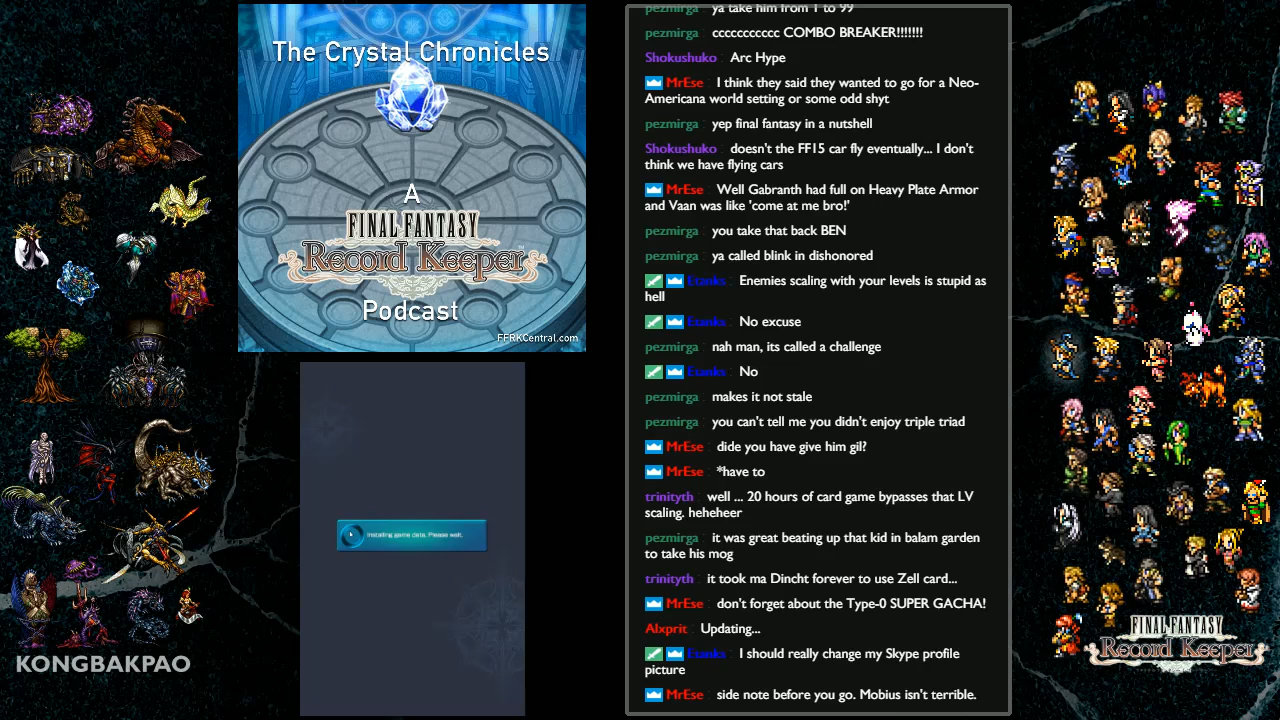 The Crystal Chronicles
A
FINAL FANTASY
Record Keeper
Podcast
FFRKCentral.com
Installing game data. Please wait.
KONGBAKPAO
pezmirga : ya take him from 1 to 99
pezmirga : ccccccccccc COMBO BREAKER!!!!!!!
Shokushuko : Arc Hype
MrEse : I think they said they wanted to go for a Neo-
Americana world setting or some odd shyt
pezmirga : yep final fantasy in a nutshell
Shokushuko : doesn't the FF15 car fly eventually... I don't
think we have flying cars
MrEse : Well Gabranth had full on Heavy Plate Armor
and Vaan was like 'come at me bro!'
pezmirga : you take that back BEN
pezmirga : ya called blink in dishonored
Etanks : Enemies scaling with your levels is stupid as
hell
Etanks : No excuse
pezmirga : nah man, its called a challenge
Etanks : No
pezmirga : makes it not stale
pezmirga : you can't tell me you didn't enjoy triple triad
MrEse : dide you have give him gil?
MrEse : *have to
trinityth : well ... 20 hours of card game bypasses that LV
scaling. heheheer
pezmirga : it was great beating up that kid in balam garden
to take his mog
trinityth : it took ma Dincht forever to use Zell card...
MrEse : don't forget about the Type-0 SUPER GACHA!
Alxprit : Updating...
Etanks : I should really change my Skype profile
picture
MrEse : side note before you go. Mobius isn't terrible.
FINAL FANTASY
Record Keeper